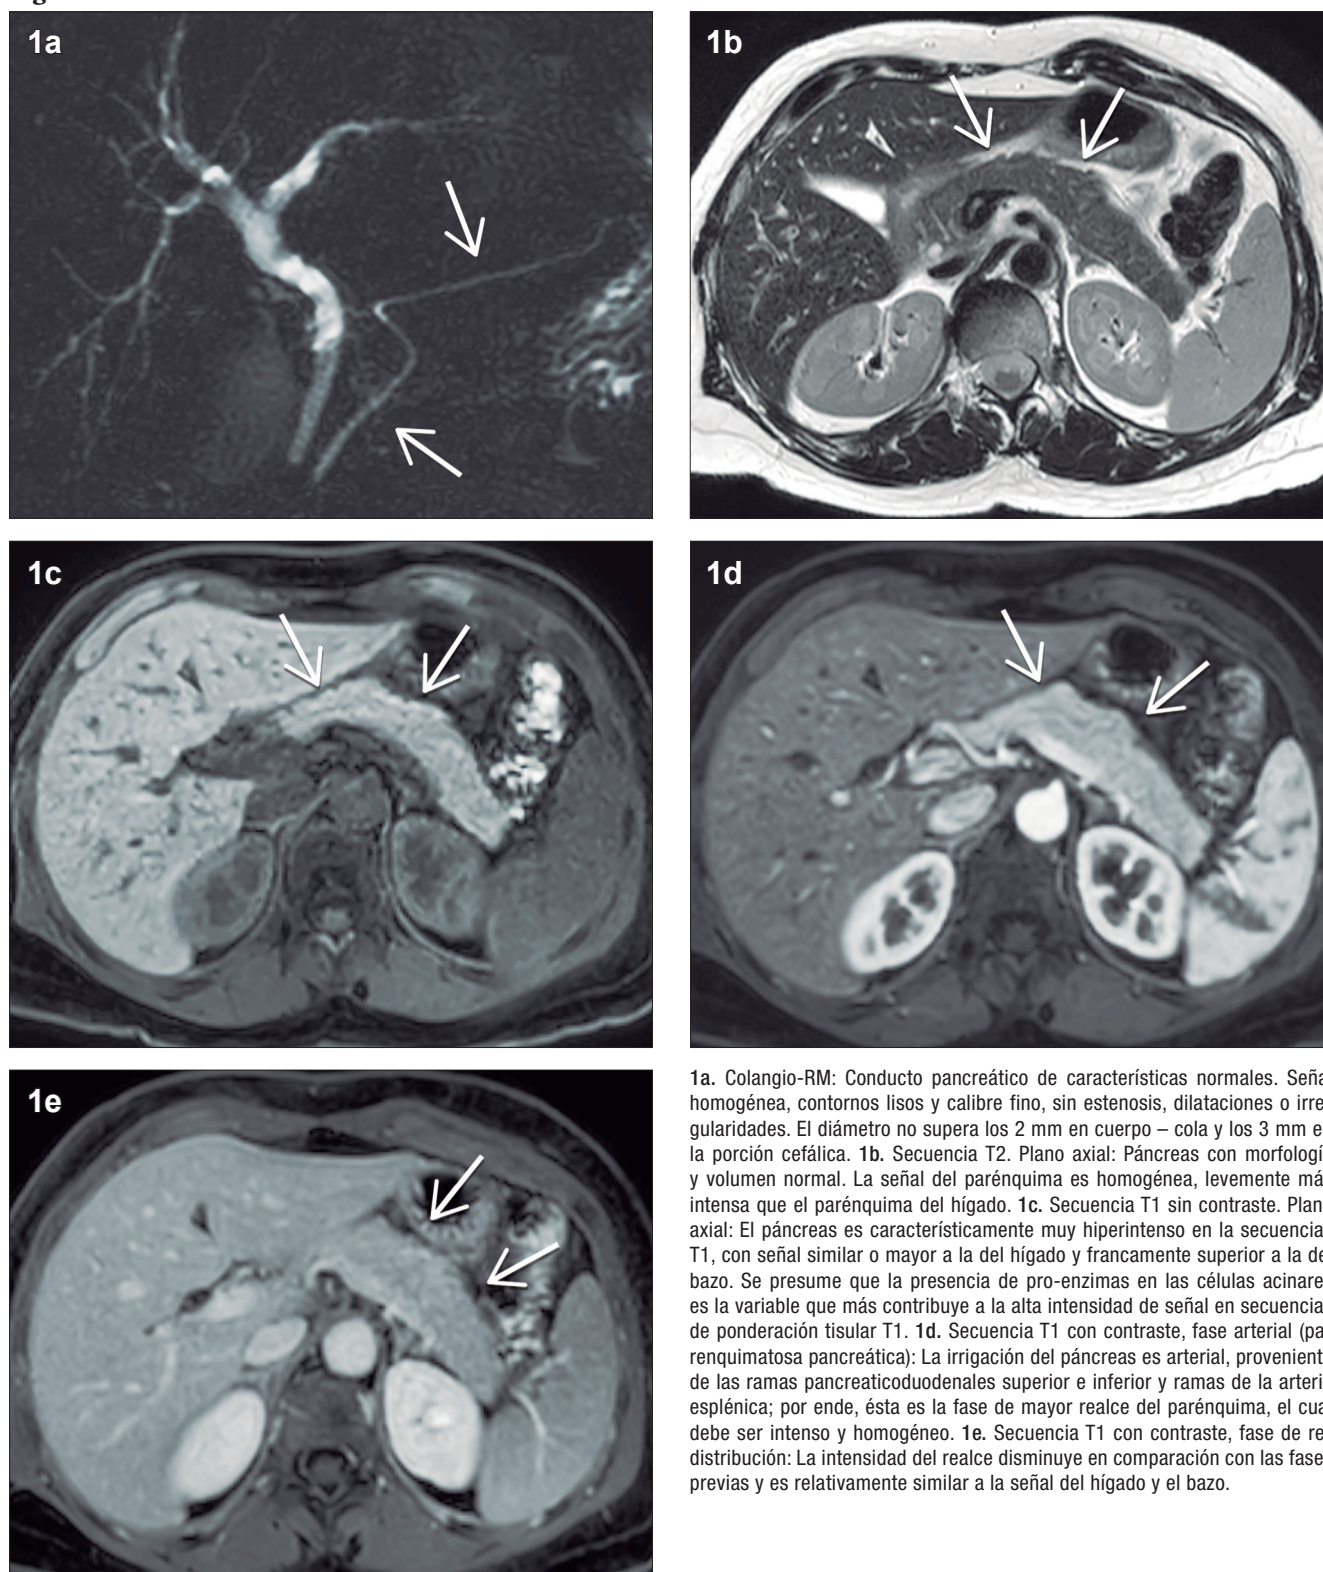 1a
1b
1c
1d
1e
1a. Colangio-RM: Conducto pancreático de características normales. Seña
homogénea, contornos lisos y calibre fino, sin estenosis, dilataciones o irre
gularidades. El diámetro no supera los 2 mm en cuerpo – cola y los 3 mm e
la porción cefálica. 1b. Secuencia T2. Plano axial: Páncreas con morfologí
y volumen normal. La señal del parénquima es homogénea, levemente má
intensa que el parénquima del hígado. 1c. Secuencia T1 sin contraste. Plan
axial: El páncreas es característicamente muy hiperintenso en la secuencia
T1, con señal similar o mayor a la del hígado y francamente superior a la de
bazo. Se presume que la presencia de pro-enzimas en las células acinare
es la variable que más contribuye a la alta intensidad de señal en secuencia
de ponderación tisular T1. 1d. Secuencia T1 con contraste, fase arterial (pa
renquimatosa pancreática): La irrigación del páncreas es arterial, provenient
de las ramas pancreaticoduodenales superior e inferior y ramas de la arteri
esplénica; por ende, ésta es la fase de mayor realce del parénquima, el cua
debe ser intenso y homogéneo. 1e. Secuencia T1 con contraste, fase de re
distribución: La intensidad del realce disminuye en comparación con las fase
previas y es relativamente similar a la señal del hígado y el bazo.